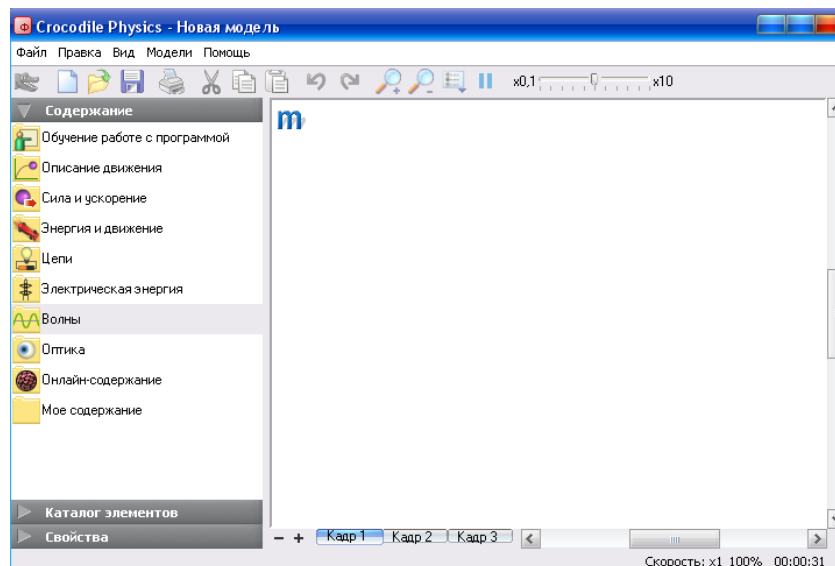 Crocodile Physics - Новая модель
Файл Правка Вид Модели Помощь
x0,1 x10
Содержание
Обучение работе с программой
Описание движения
Сила и ускорение
Энергия и движение
Цепи
Электрическая энергия
Волны
Оптика
Онлайн-содержание
Мое содержание
m
Каталог элементов
Свойства
- + Кадр 1 Кадр 2 Кадр 3
Скорость: x1 100% 00:00:31